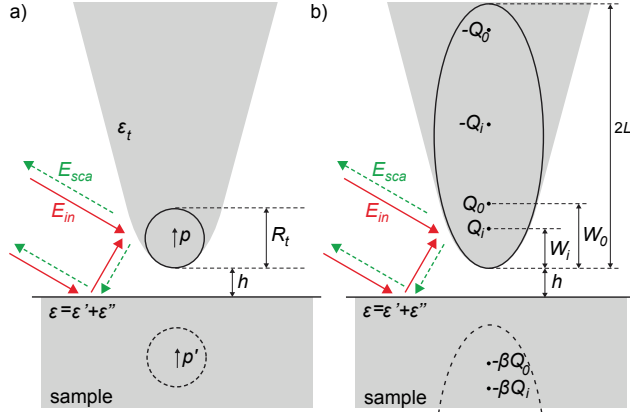 a)
ε_t
E_sca
E_in
p
R_t
h
ε=ε'+ε''
p'
sample
b)
-Q_0
-Q_i
2L
E_sca
E_in
Q_0
Q_i
W_i
W_0
h
ε=ε'+ε''
-βQ_0
-βQ_i
sample